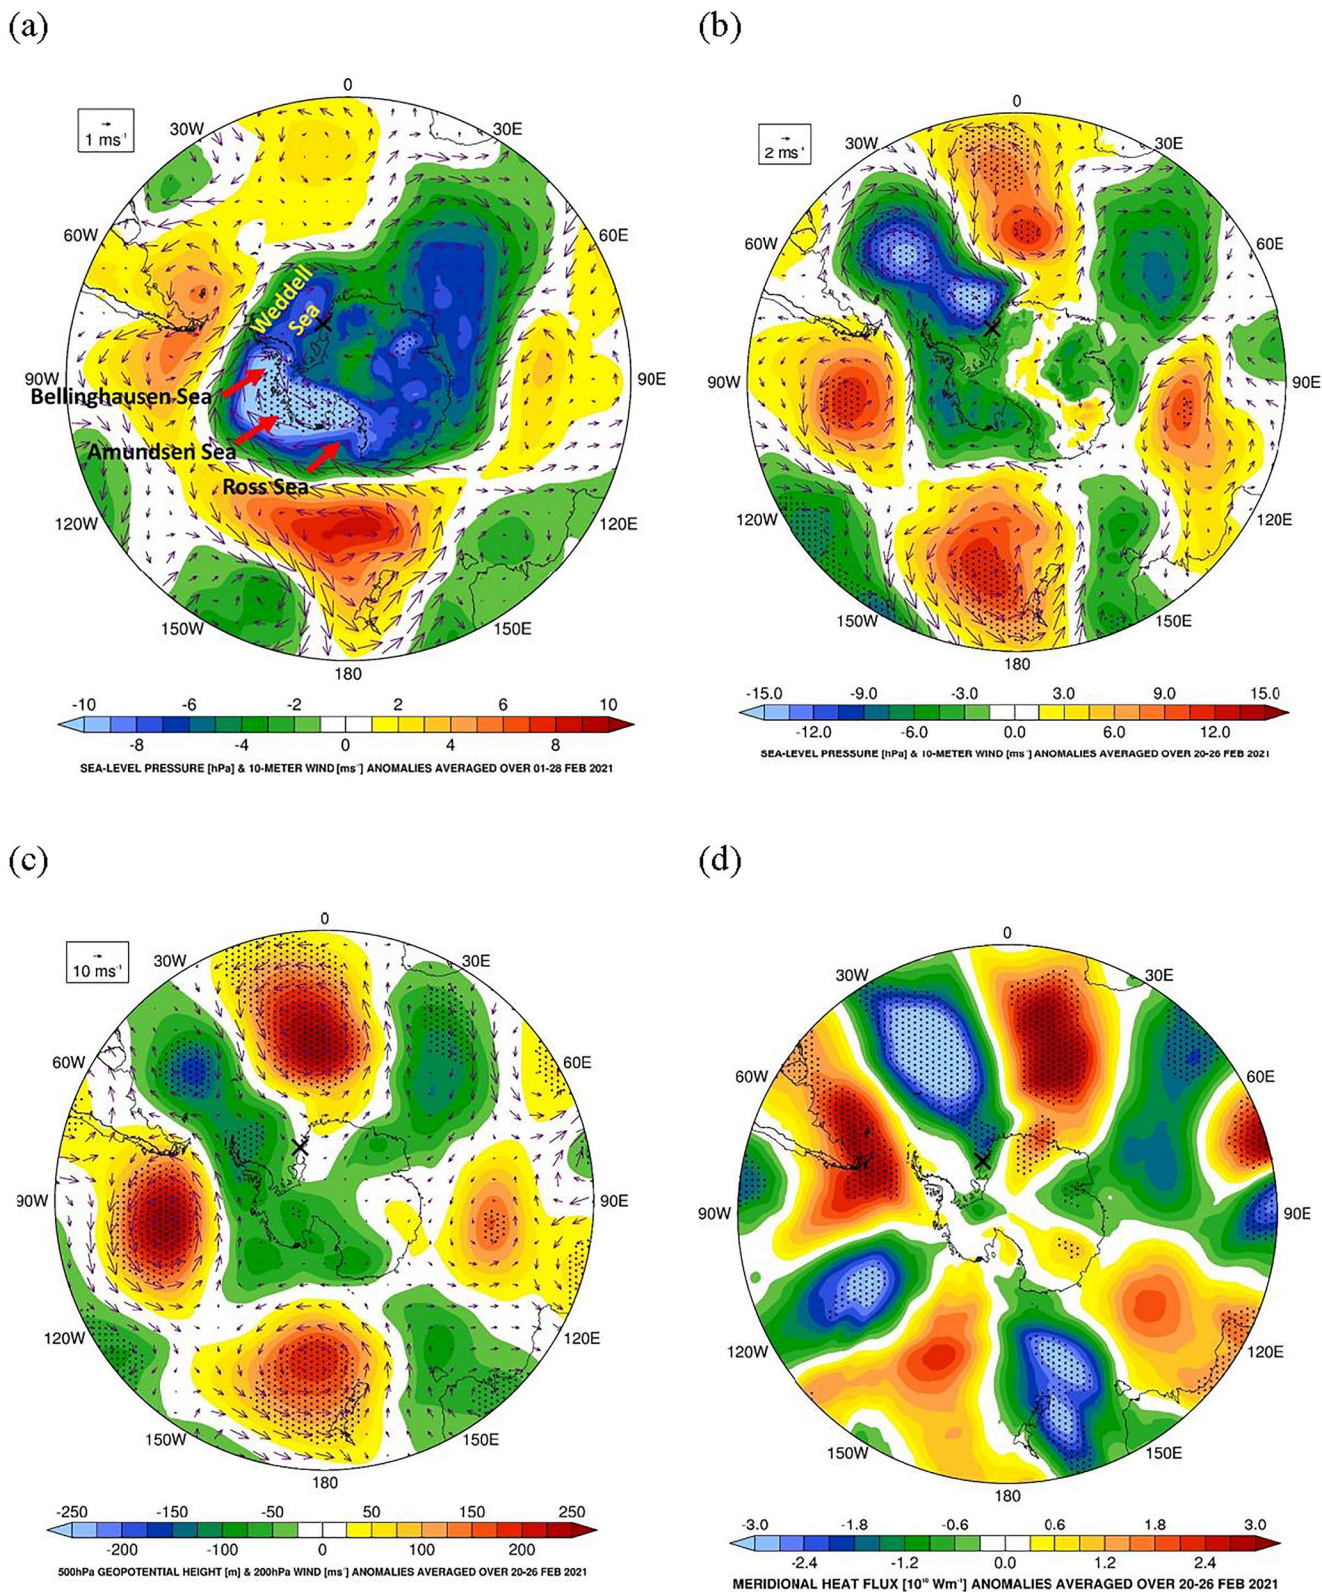 (a)
0
1 ms⁻¹
30W
30E
60W
60E
Weddell
Sea
90W
90E
Bellinghausen Sea
Amundsen Sea
Ross Sea
120W
120E
150W
150E
180
-10 -6 -2 2 6 10
-8 -4 0 4 8
SEA-LEVEL PRESSURE [hPa] & 10-METER WIND [ms⁻¹] ANOMALIES AVERAGED OVER 01-28 FEB 2021
(b)
0
2 ms⁻¹
30W
30E
60W
60E
90W
90E
120W
120E
150W
150E
180
-15.0 -9.0 -3.0 3.0 9.0 15.0
-12.0 -6.0 0.0 6.0 12.0
SEA-LEVEL PRESSURE [hPa] & 10-METER WIND [ms⁻¹] ANOMALIES AVERAGED OVER 20-26 FEB 2021
(c)
0
10 ms⁻¹
30W
30E
60W
60E
90W
90E
120W
120E
150W
150E
180
-250 -150 -50 50 150 250
-200 -100 0 100 200
500hPa GEOPOTENTIAL HEIGHT [m] & 200hPa WIND [ms⁻¹] ANOMALIES AVERAGED OVER 20-26 FEB 2021
(d)
0
30W
30E
60W
60E
90W
90E
120W
120E
150W
150E
180
-3.0 -1.8 -0.6 0.6 1.8 3.0
-2.4 -1.2 0.0 1.2 2.4
MERIDIONAL HEAT FLUX [10¹⁰ Wm⁻¹] ANOMALIES AVERAGED OVER 20-26 FEB 2021